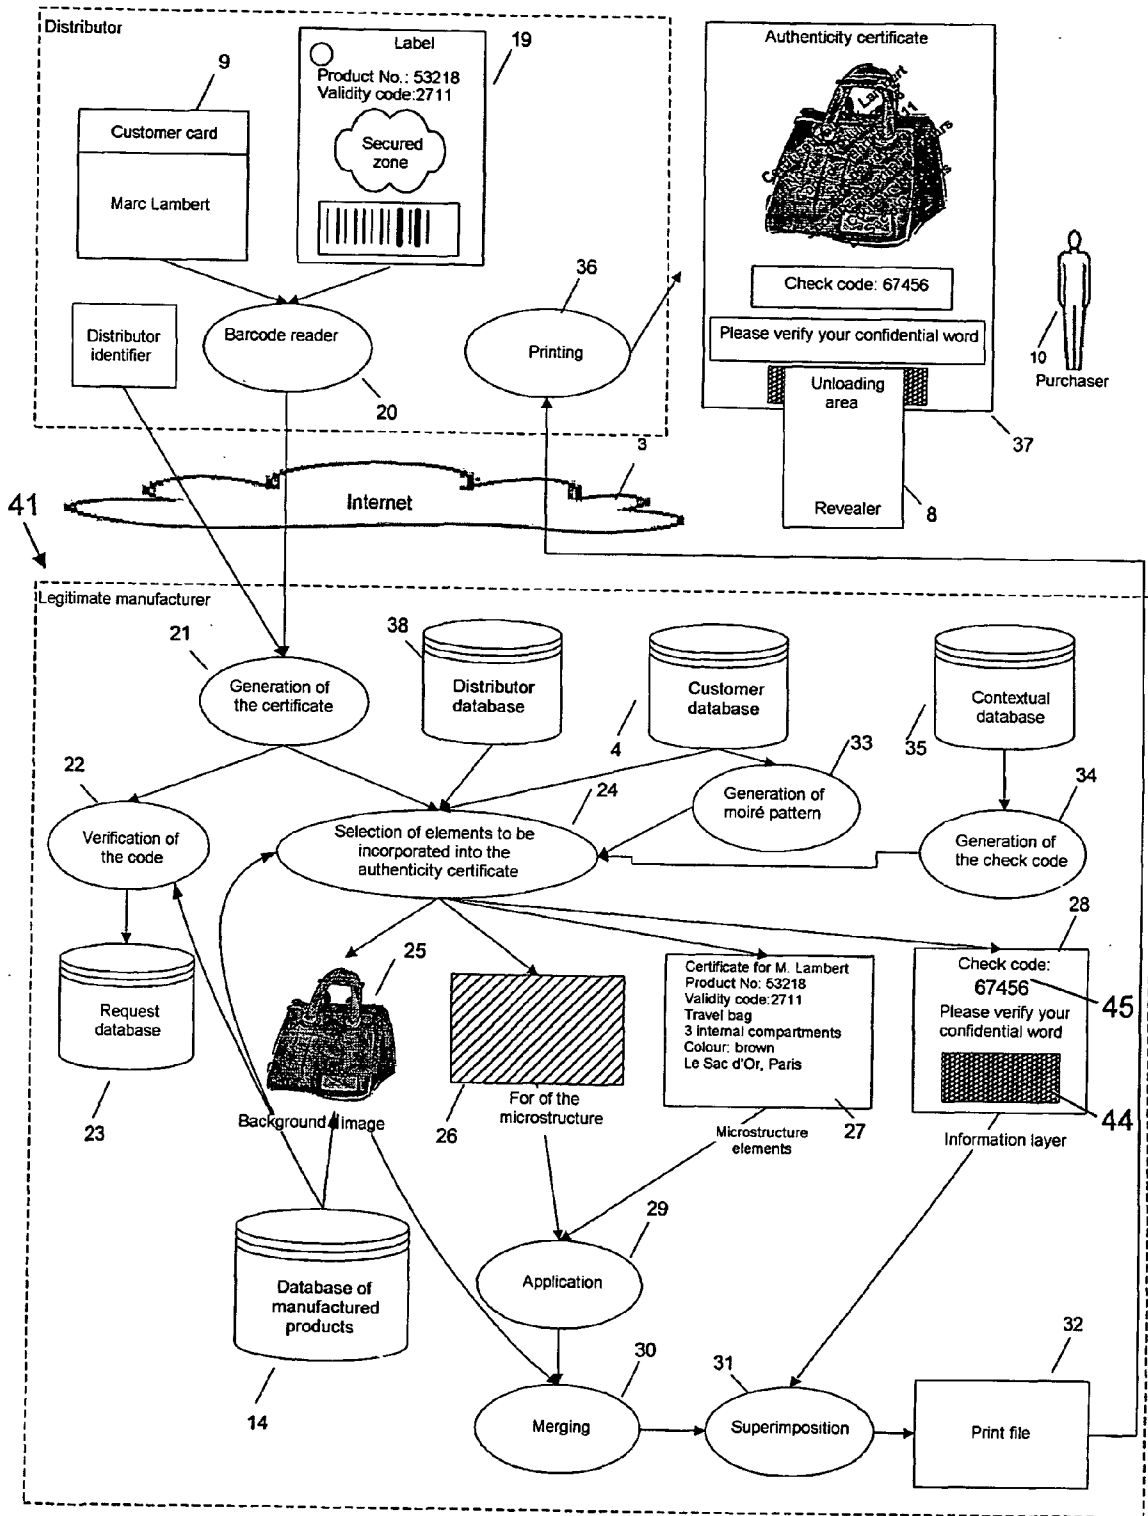 Distributor
9
Customer card
Marc Lambert
Label
19
Product No.: 53218
Validity code:2711
Secured
zone
Distributor
identifier
Barcode reader
20
36
Printing
Authenticity certificate
Check code: 67456
Please verify your confidential word
Unloading
area
Revealer
8
37
10
Purchaser
3
Internet
41
Legitimate manufacturer
21
Generation of
the certificate
38
Distributor
database
4
Customer
database
35
Contextual
database
22
Verification of
the code
24
Selection of elements to be
incorporated into the
authenticity certificate
33
Generation of
moiré pattern
34
Generation of
the check code
23
Request
database
25
Background image
26
For of the
microstructure
Certificate for M. Lambert
Product No: 53218
Validity code:2711
Travel bag
3 internal compartments
Colour: brown
Le Sac d'Or, Paris
27
Microstructure
elements
28
Check code:
67456
45
Please verify your
confidential word
44
Information layer
14
Database of
manufactured
products
29
Application
30
Merging
31
Superimposition
32
Print file